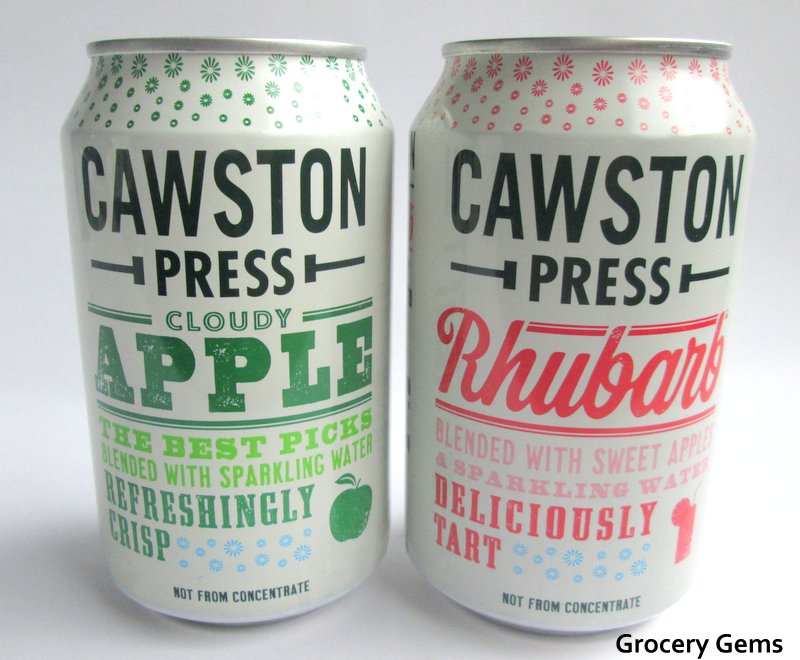 CAWSTON
PRESS
CLOUDY
APPLE
THE BEST PICKS
BLENDED WITH SPARKLING WATER
REFRESHINGLY
CRISP
NOT FROM CONCENTRATE
CAWSTON
PRESS
Rhubarb
BLENDED WITH SWEET APPLES
& SPARKLING WATER
DELICIOUSLY
TART
NOT FROM CONCENTRATE
Grocery Gems